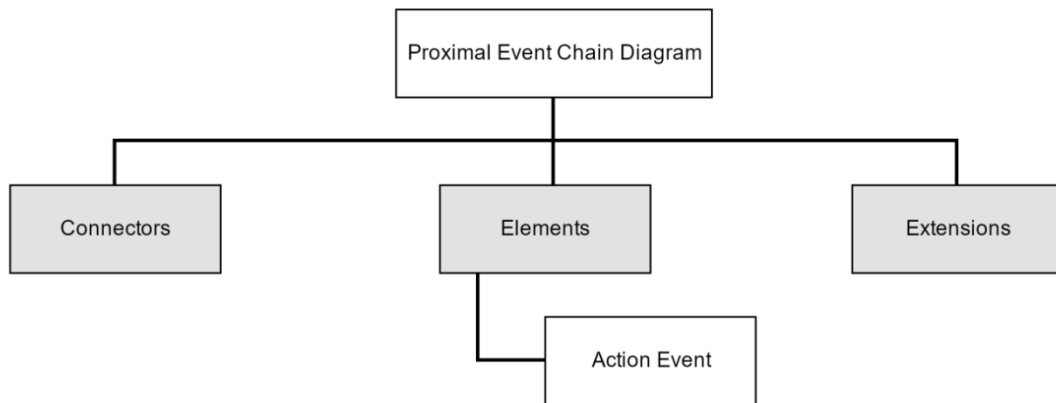 Proximal Event Chain Diagram
Connectors
Elements
Extensions
Action Event